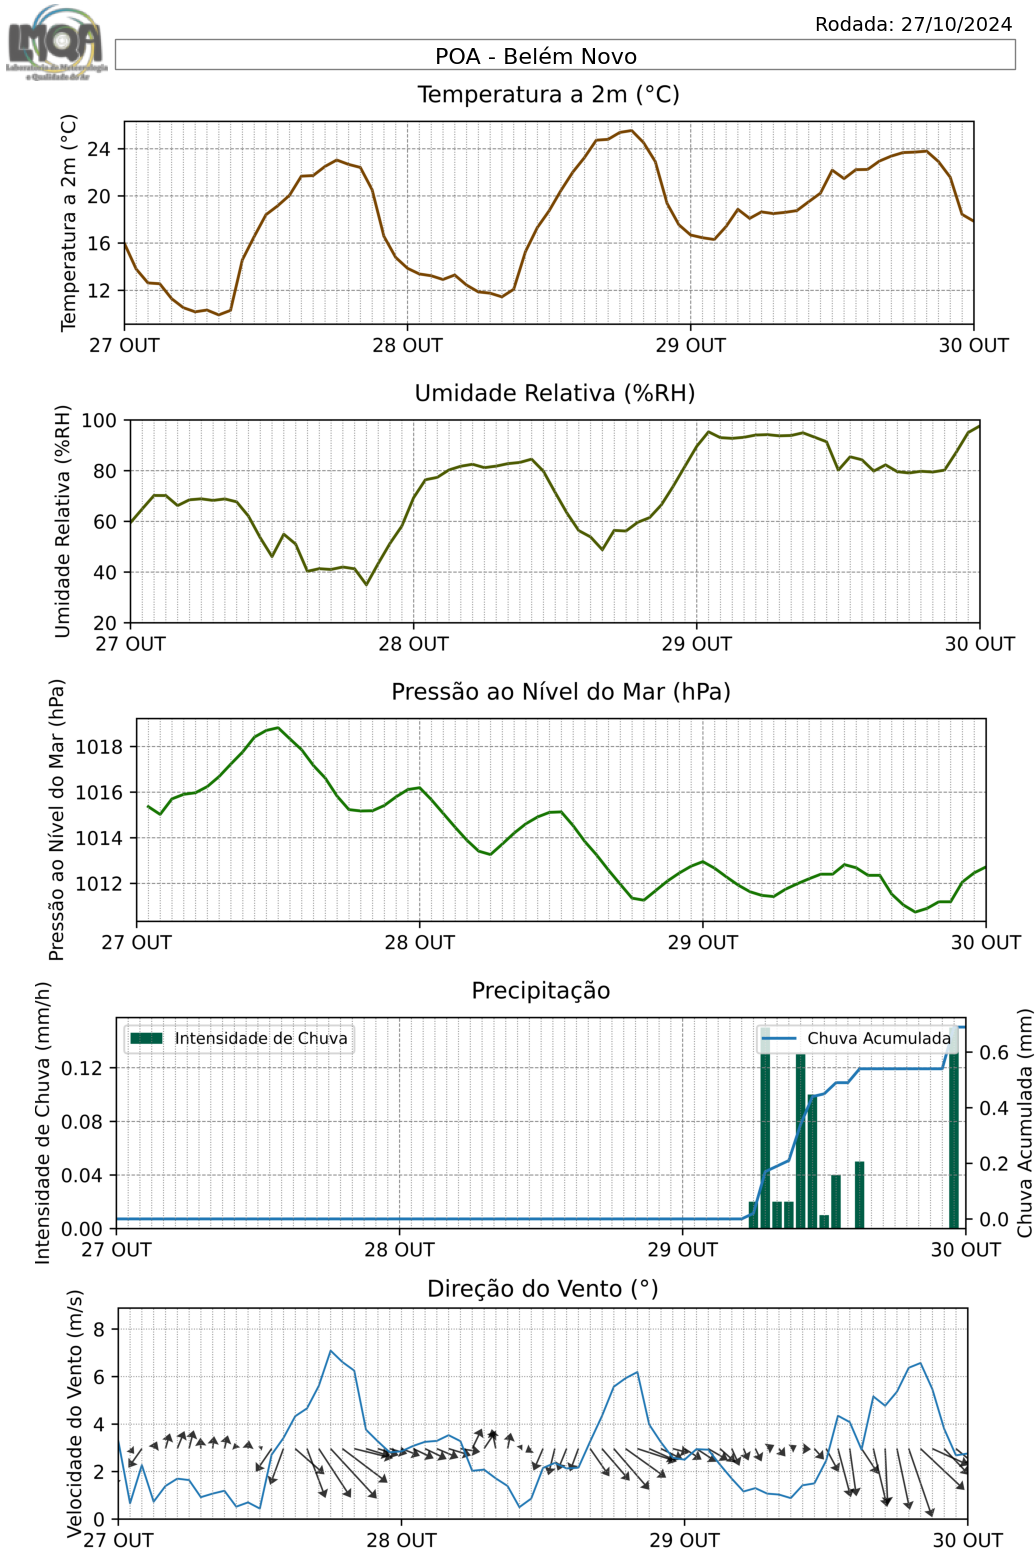 LMQA
Laboratório de Meteorologia
e Qualidade do Ar
Rodada: 27/10/2024
POA - Belém Novo
Temperatura a 2m (°C)
Temperatura a 2m (°C)
24
20
16
12
27 OUT 28 OUT 29 OUT 30 OUT
Umidade Relativa (%RH)
Umidade Relativa (%RH)
100
80
60
40
20
27 OUT 28 OUT 29 OUT 30 OUT
Pressão ao Nível do Mar (hPa)
Pressão ao Nível do Mar (hPa)
1018
1016
1014
1012
27 OUT 28 OUT 29 OUT 30 OUT
Precipitação
Intensidade de Chuva (mm/h)
Intensidade de Chuva
Chuva Acumulada
0.12
0.08
0.04
0.00
0.6
0.4
0.2
0.0
Chuva Acumulada (mm)
27 OUT 28 OUT 29 OUT 30 OUT
Direção do Vento (°)
Velocidade do Vento (m/s)
8
6
4
2
0
27 OUT 28 OUT 29 OUT 30 OUT